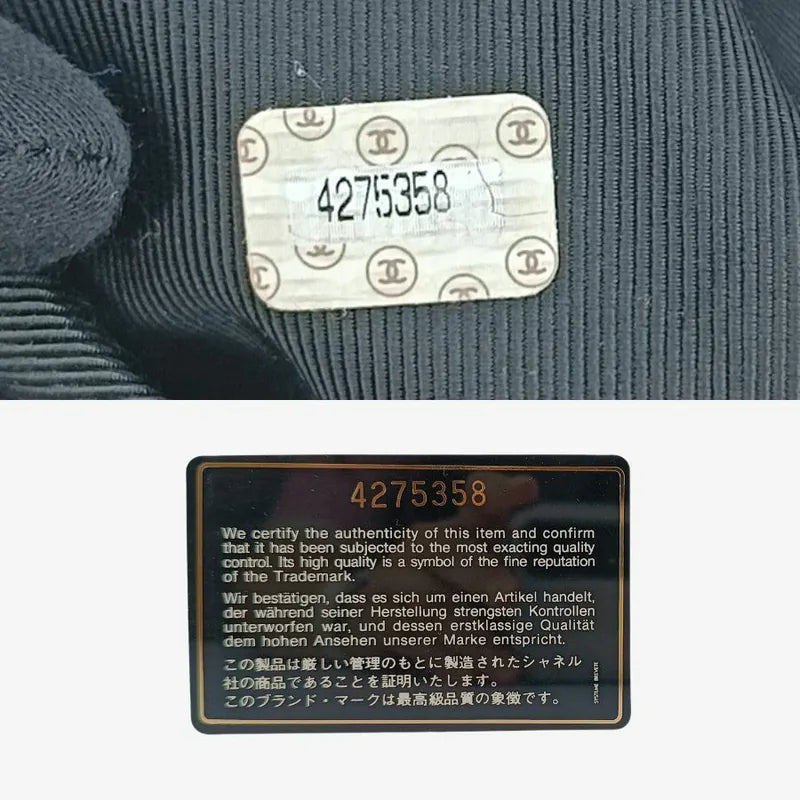 4275358
4275358
We certify the authenticity of this item and confirm
that it has been subjected to the most exacting quality
control. Its high quality is a symbol of the fine reputation
of the Trademark.
Wir bestätigen, dass es sich um einen Artikel handelt,
der während seiner Herstellung strengsten Kontrollen
unterworfen war, und dessen erstklassige Qualität
dem hohen Ansehen unserer Marke entspricht.
この製品は厳しい管理のもとに製造されたシャネル
社の商品であることを証明いたします。
このブランド・マークは最高級品質の象徴です。
SYSTEME BREVETE